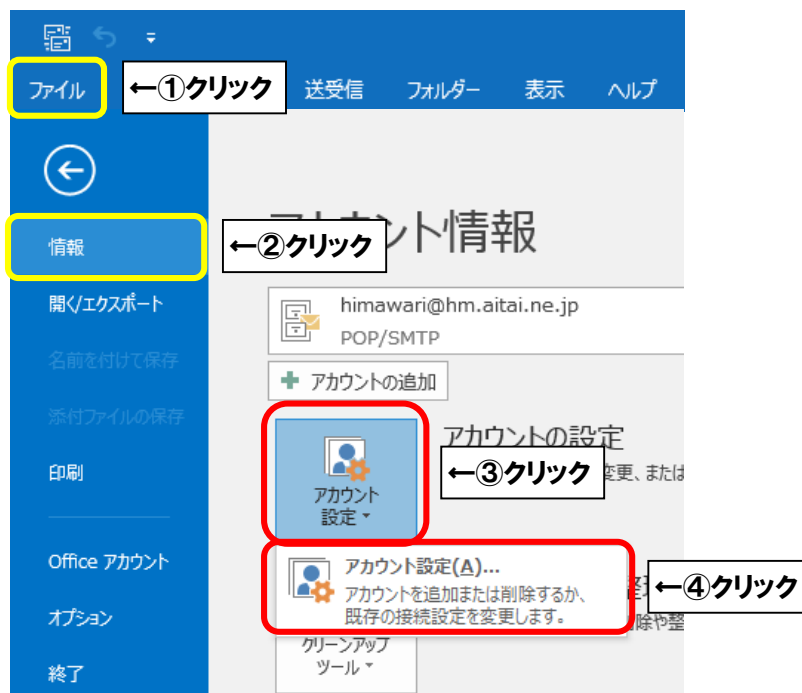 ファイル
←①クリック
送受信
フォルダー
表示
ヘルプ
情報
←②クリック
ント情報
開く/エクスポート
himawari@hm.aitai.ne.jp
POP/SMTP
名前を付けて保存
アカウントの追加
添付ファイルの保存
アカウントの設定
←③クリック
変更、または
印刷
アカウント
設定
Office アカウント
アカウント設定(A)...
アカウントを追加または削除するか、
既存の接続設定を変更します。
←④クリック
オプション
除や整
クリーンアップ
ツール
終了